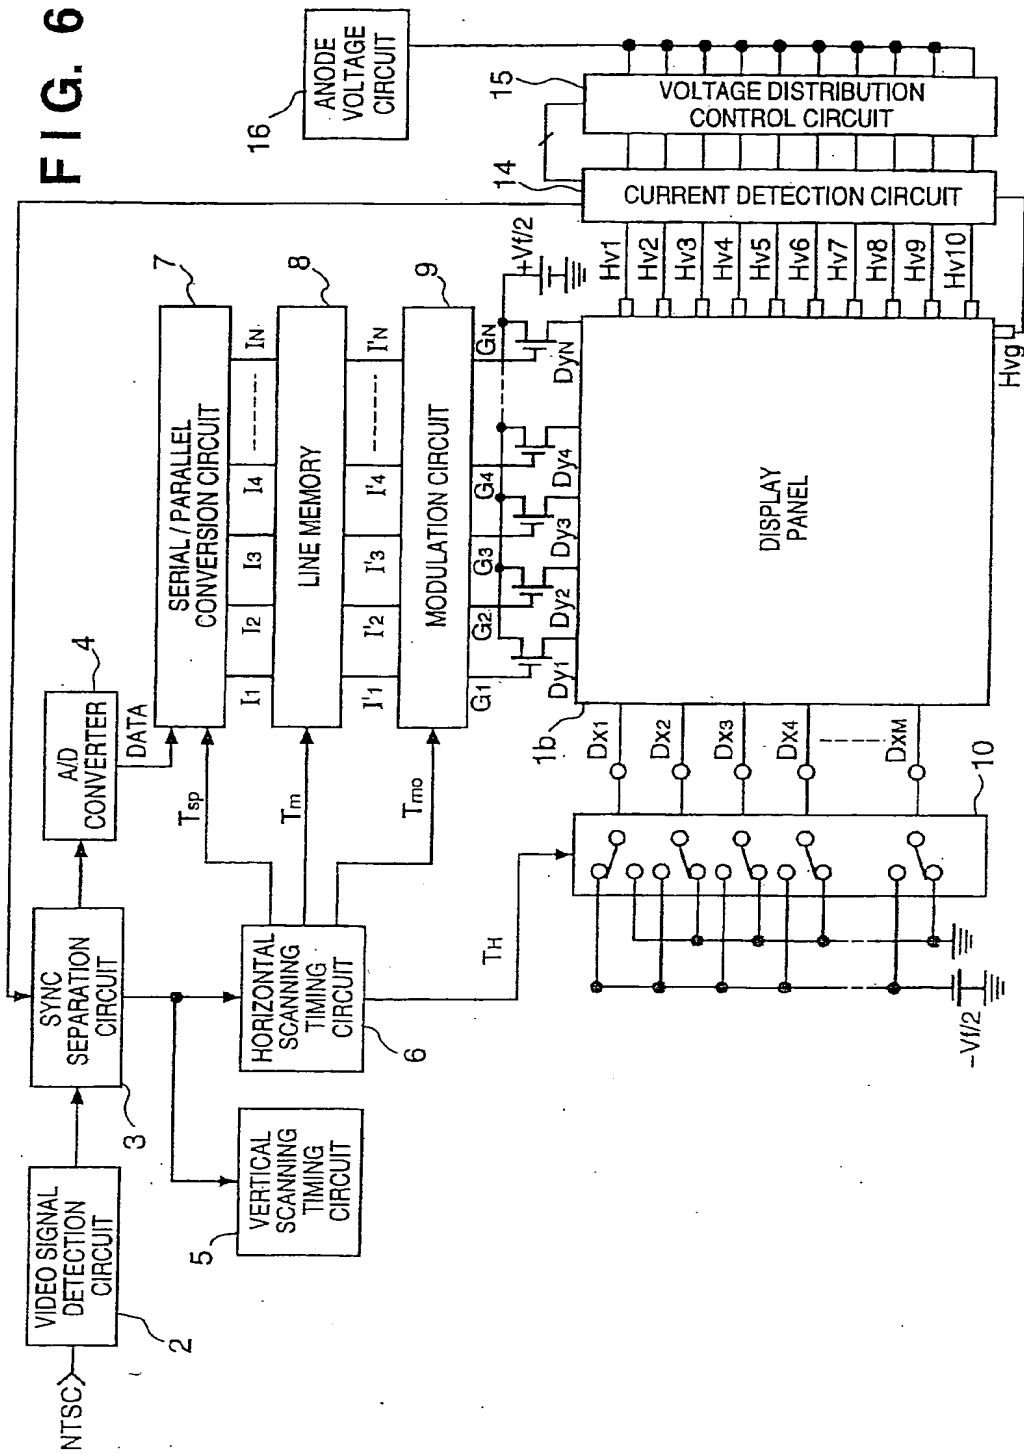 FIG. 6
NTSC
VIDEO SIGNAL
DETECTION
CIRCUIT
2
SYNC
SEPARATION
CIRCUIT
3
A/D
CONVERTER
4
DATA
VERTICAL
SCANNING
TIMING
CIRCUIT
5
HORIZONTAL
SCANNING
TIMING
CIRCUIT
6
Tsp
Tm
Tmo
TH
SERIAL / PARALLEL
CONVERSION CIRCUIT
7
I1 I2 I3 I4 IN
LINE MEMORY
8
I'1 I'2 I'3 I'4 I'N
MODULATION CIRCUIT
9
G1 G2 G3 G4 GN
+Vf/2
Dy1 Dy2 Dy3 Dy4 DyN
ANODE
VOLTAGE
CIRCUIT
16
15
VOLTAGE DISTRIBUTION
CONTROL CIRCUIT
14
CURRENT DETECTION CIRCUIT
Hv1
Hv2
Hv3
Hv4
Hv5
Hv6
Hv7
Hv8
Hv9
Hv10
Hvg
1b
DISPLAY
PANEL
Dx1
Dx2
Dx3
Dx4
DxM
10
-Vf/2